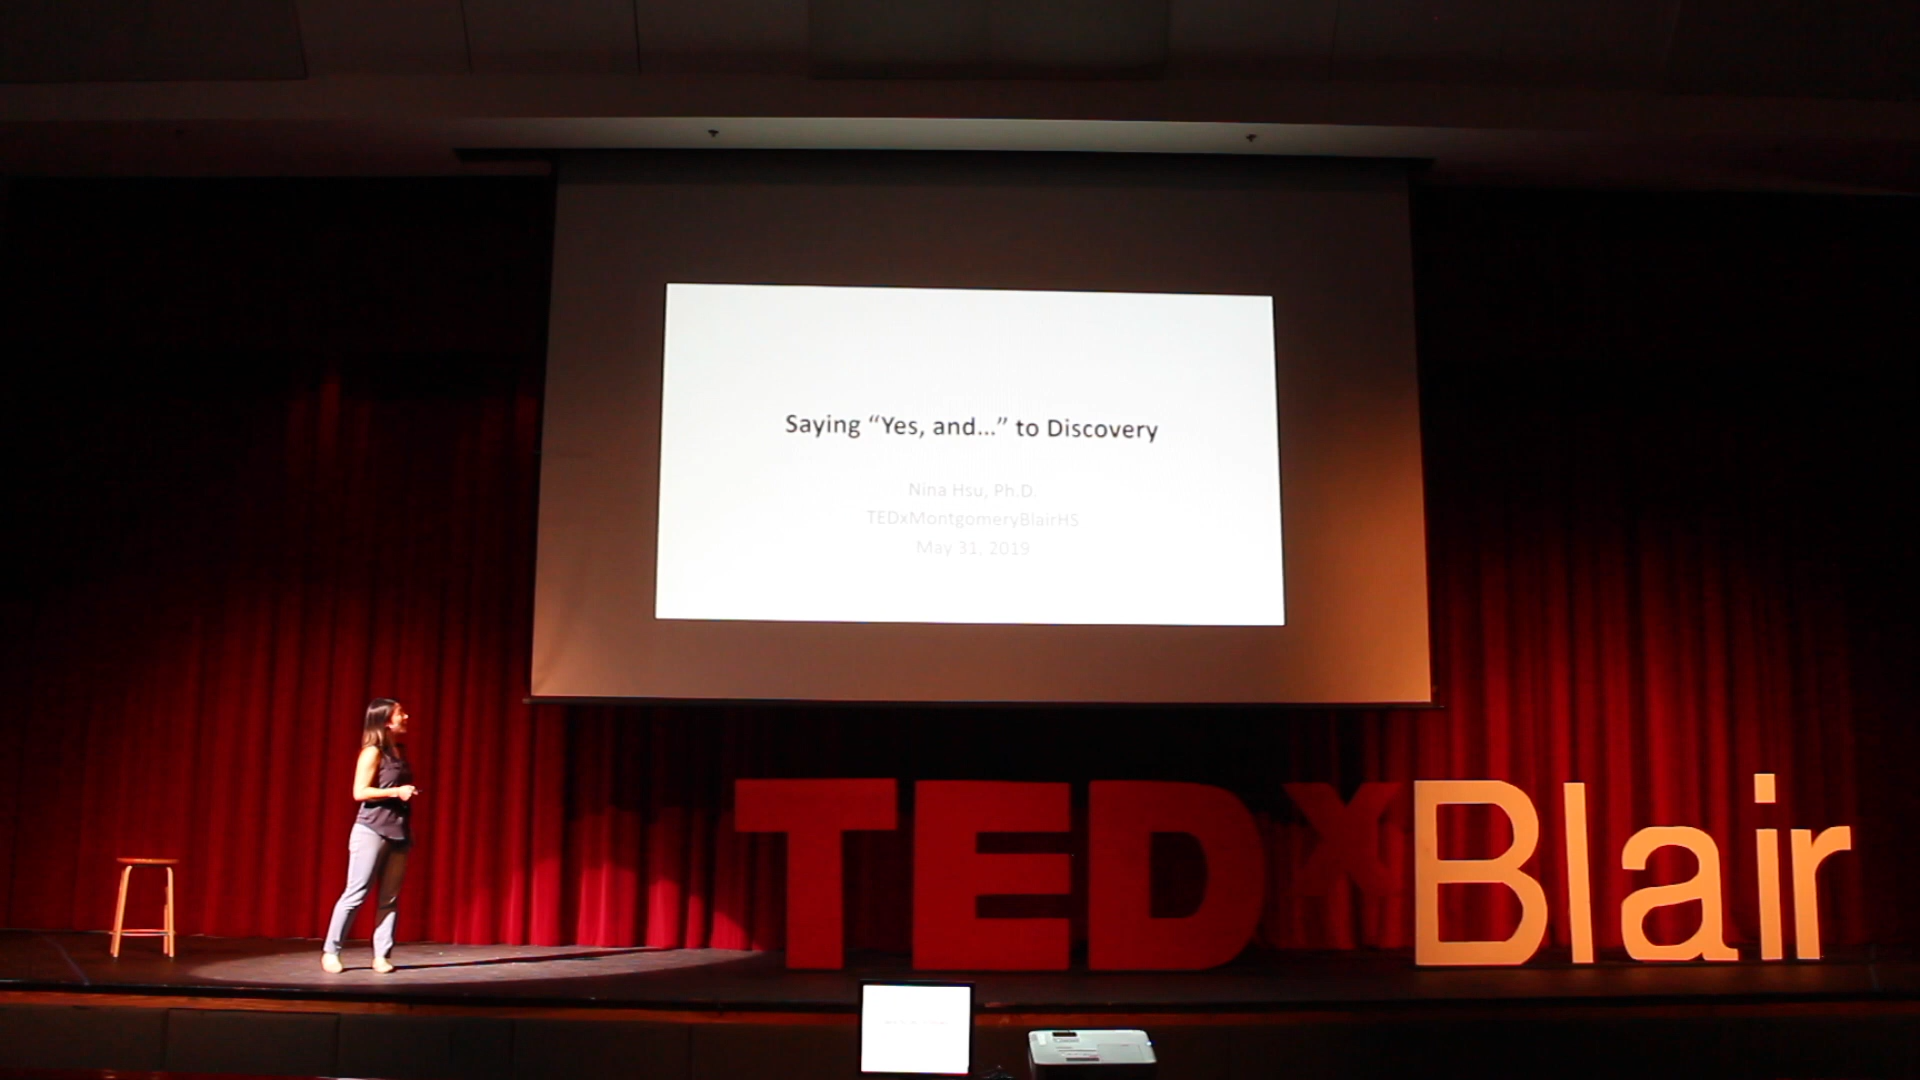 Saying “Yes, and...” to Discovery
Nina Hsu, Ph.D.
TEDxMontgomeryBlairHS
May 31, 2019
TEDxBlair